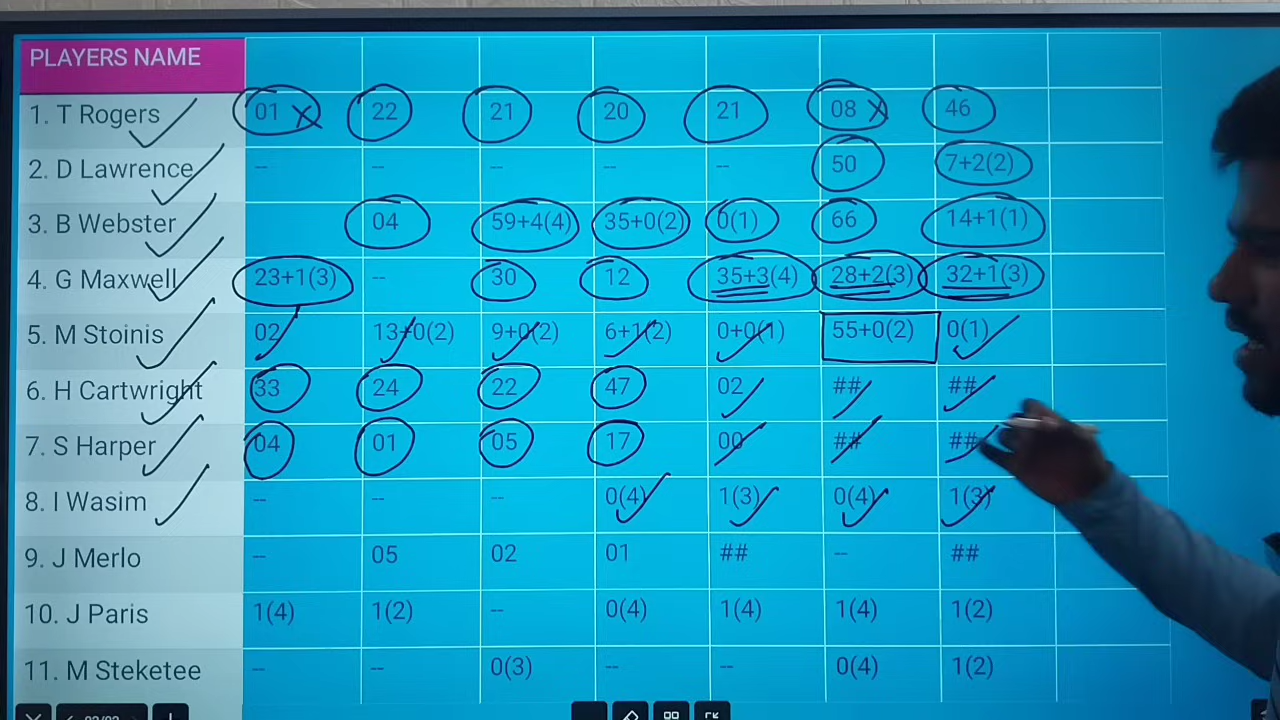 PLAYERS NAME
1. T Rogers 01 X 22 21 20 21 08 X 46
2. D Lawrence -- -- -- -- -- 50 7+2(2)
3. B Webster 04 59+4(4) 35+0(2) 0(1) 66 14+1(1)
4. G Maxwell 23+1(3) -- 30 12 35+3(4) 28+2(3) 32+1(3)
5. M Stoinis 02 13+0(2) 9+0(2) 6+1(2) 0+0(1) 55+0(2) 0(1)
6. H Cartwright 33 24 22 47 02 ## ##
7. S Harper 04 01 05 17 00 ## ##
8. I Wasim -- -- -- 0(4) 1(3) 0(4) 1(3)
9. J Merlo -- 05 02 01 ## -- ##
10. J Paris 1(4) 1(2) -- 0(4) 1(4) 1(4) 1(2)
11. M Steketee -- -- 0(3) -- -- 0(4) 1(2)